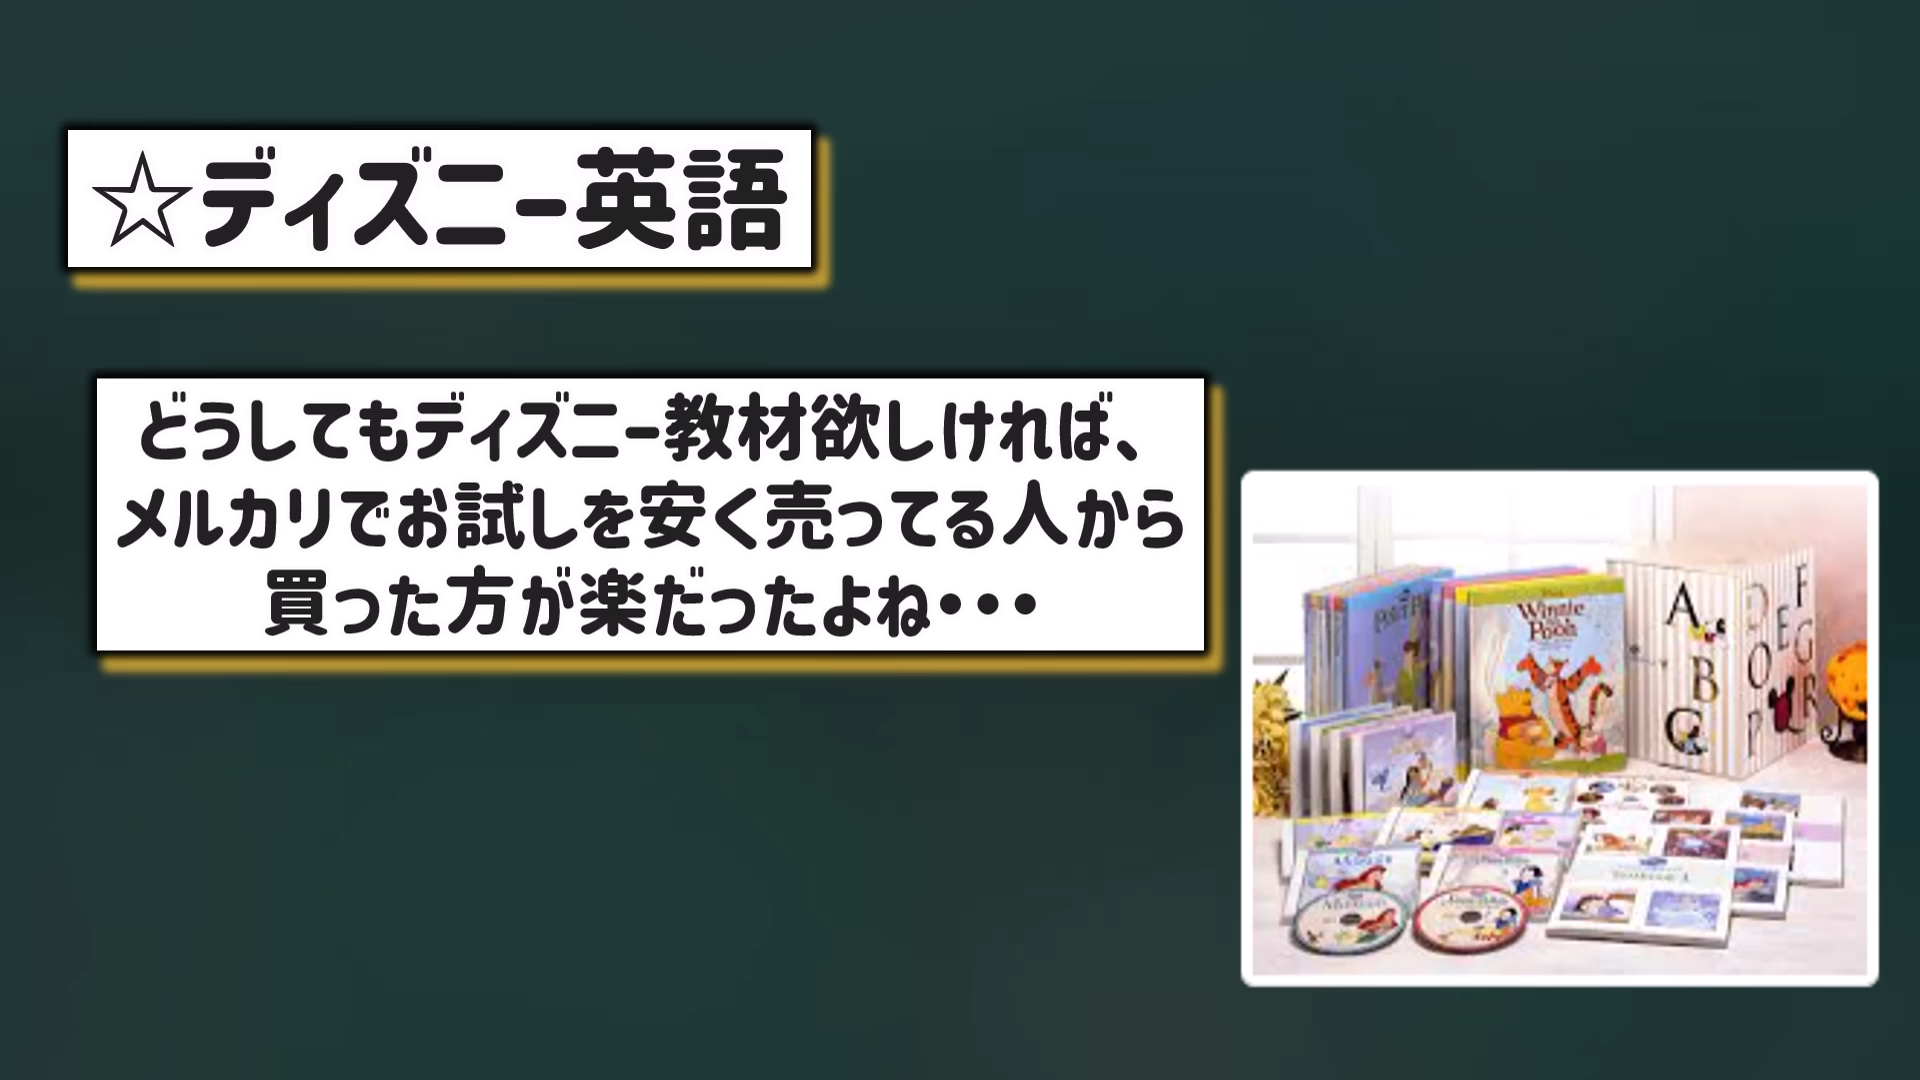 ☆ディズニー英語
どうしてもディズニー教材欲しければ、
メルカリでお試しを安く売ってる人から
買った方が楽だったよね・・・
Winnie
the
Pooh
A
B
C
D
E
F
G
O
R
P